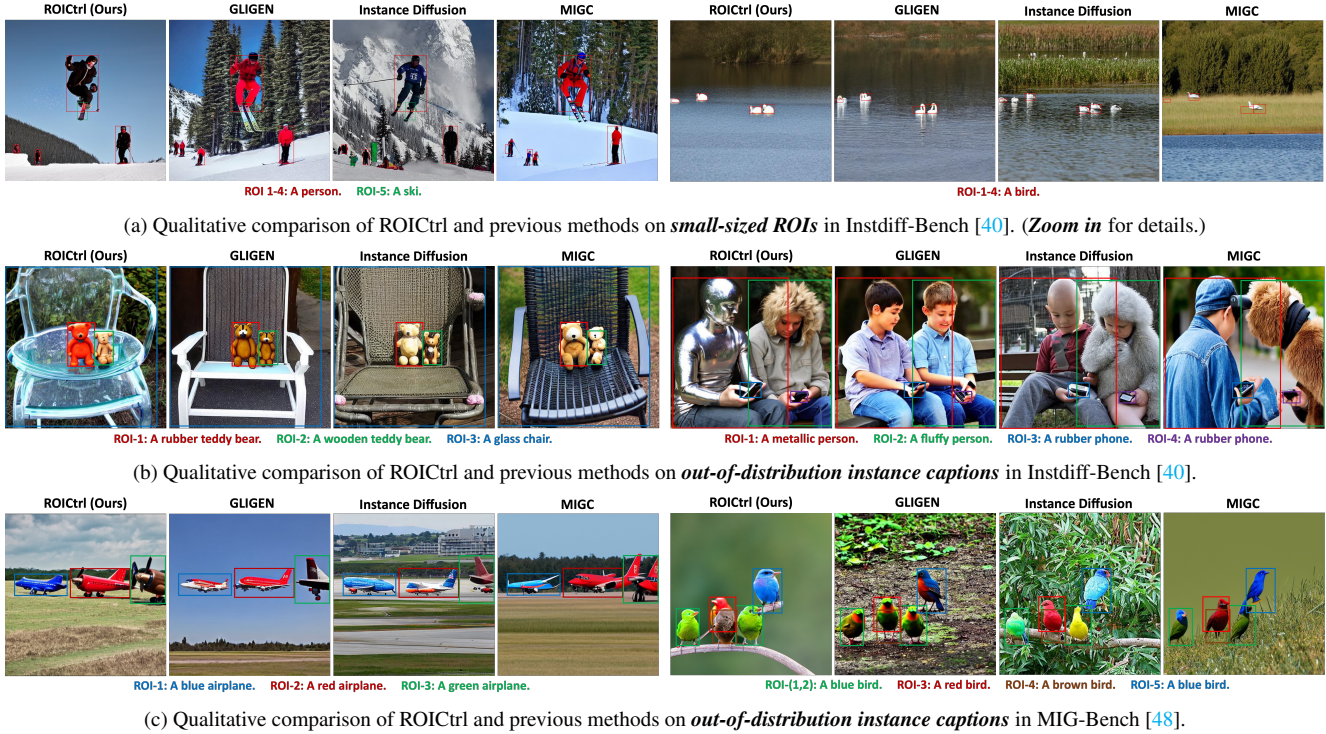 ROICtrl (Ours) GLIGEN Instance Diffusion MIGC ROICtrl (Ours) GLIGEN Instance Diffusion MIGC
ROI 1-4: A person. ROI-5: A ski. ROI-1-4: A bird.
(a) Qualitative comparison of ROICtrl and previous methods on small-sized ROIs in Instdiff-Bench [40]. (Zoom in for details.)
ROICtrl (Ours) GLIGEN Instance Diffusion MIGC ROICtrl (Ours) GLIGEN Instance Diffusion MIGC
ROI-1: A rubber teddy bear. ROI-2: A wooden teddy bear. ROI-3: A glass chair. ROI-1: A metallic person. ROI-2: A fluffy person. ROI-3: A rubber phone. ROI-4: A rubber phone.
(b) Qualitative comparison of ROICtrl and previous methods on out-of-distribution instance captions in Instdiff-Bench [40].
ROICtrl (Ours) GLIGEN Instance Diffusion MIGC ROICtrl (Ours) GLIGEN Instance Diffusion MIGC
ROI-1: A blue airplane. ROI-2: A red airplane. ROI-3: A green airplane. ROI-(1,2): A blue bird. ROI-3: A red bird. ROI-4: A brown bird. ROI-5: A blue bird.
(c) Qualitative comparison of ROICtrl and previous methods on out-of-distribution instance captions in MIG-Bench [48].